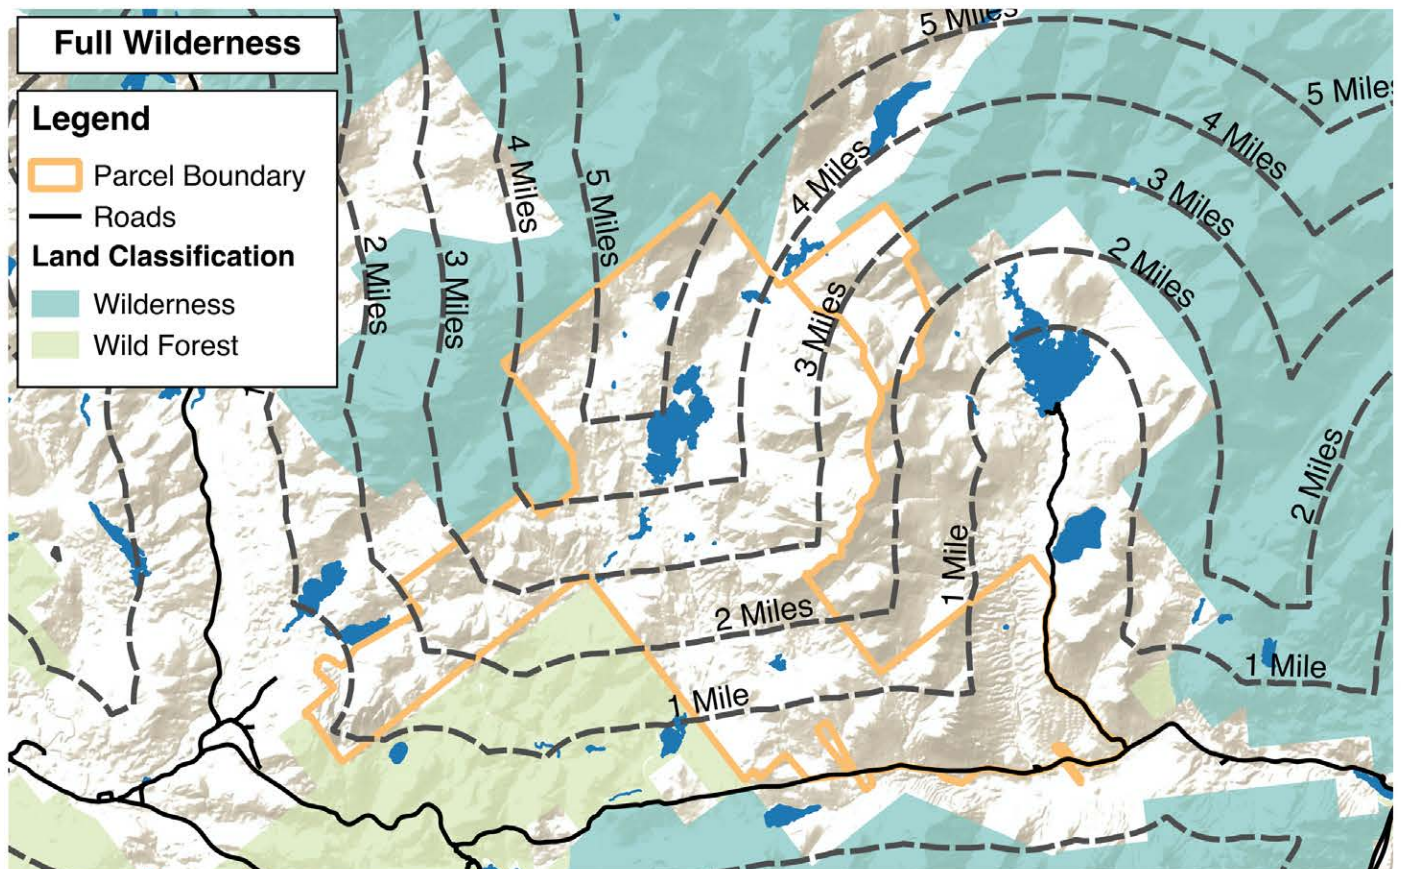 Full Wilderness
Legend
Parcel Boundary
Roads
Land Classification
Wilderness
Wild Forest
5 Miles
5 Miles
4 Miles
4 Miles
4 Miles
3 Miles
5 Miles
2 Miles
3 Miles
2 Miles
3 Miles
2 Miles
1 Mile
2 Miles
1 Mile
1 Mile